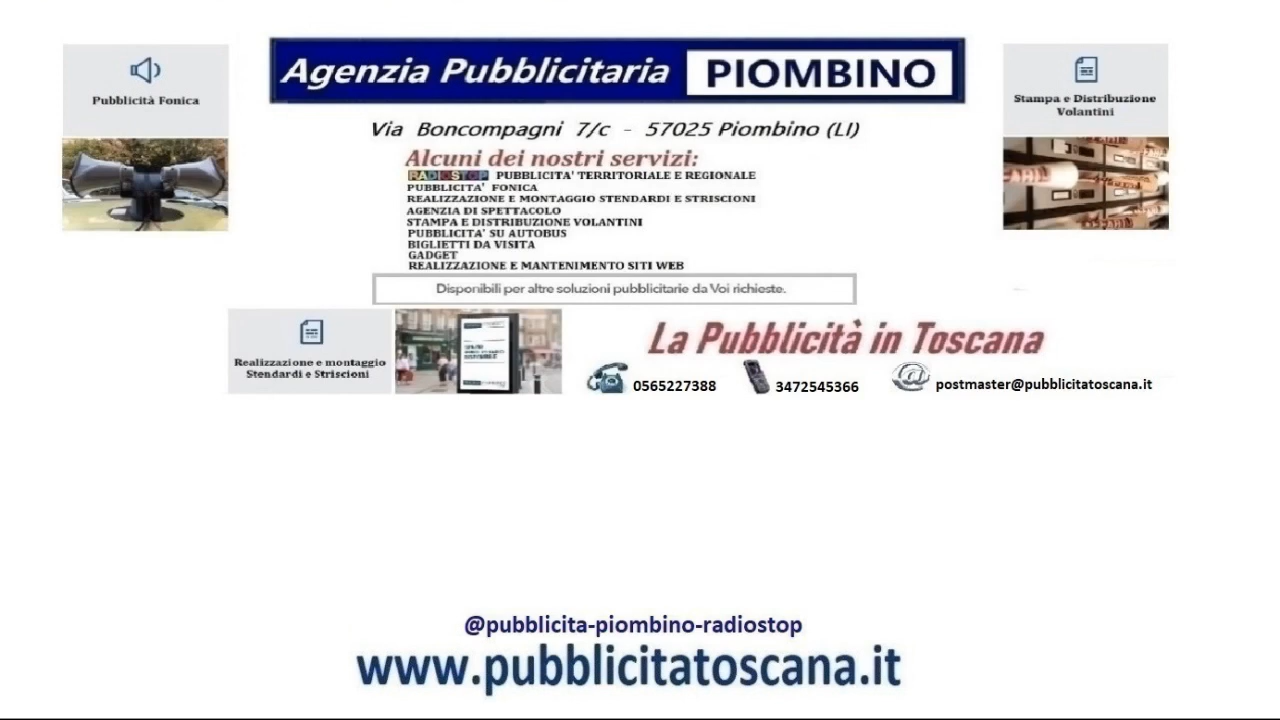 Agenzia Pubblicitaria PIOMBINO
Pubblicità Fonica
Stampa e Distribuzione
Volantini
Via Boncompagni 7/c - 57025 Piombino (LI)
Alcuni dei nostri servizi:
RADIOSTOP PUBBLICITA' TERRITORIALE E REGIONALE
PUBBLICITA' FONICA
REALIZZAZIONE E MONTAGGIO STENDARDI E STRISCIONI
AGENZIA DI SPETTACOLO
STAMPA E DISTRIBUZIONE VOLANTINI
PUBBLICITA' SU AUTOBUS
BIGLIETTI DA VISITA
GADGET
REALIZZAZIONE E MANTENIMENTO SITI WEB
Disponibili per altre soluzioni pubblicitarie da Voi richieste.
Realizzazione e montaggio
Stendardi e Striscioni
La Pubblicità in Toscana
0565227388
3472545366
postmaster@pubblicitatoscana.it
@pubblicita-piombino-radiostop
www.pubblicitatoscana.it